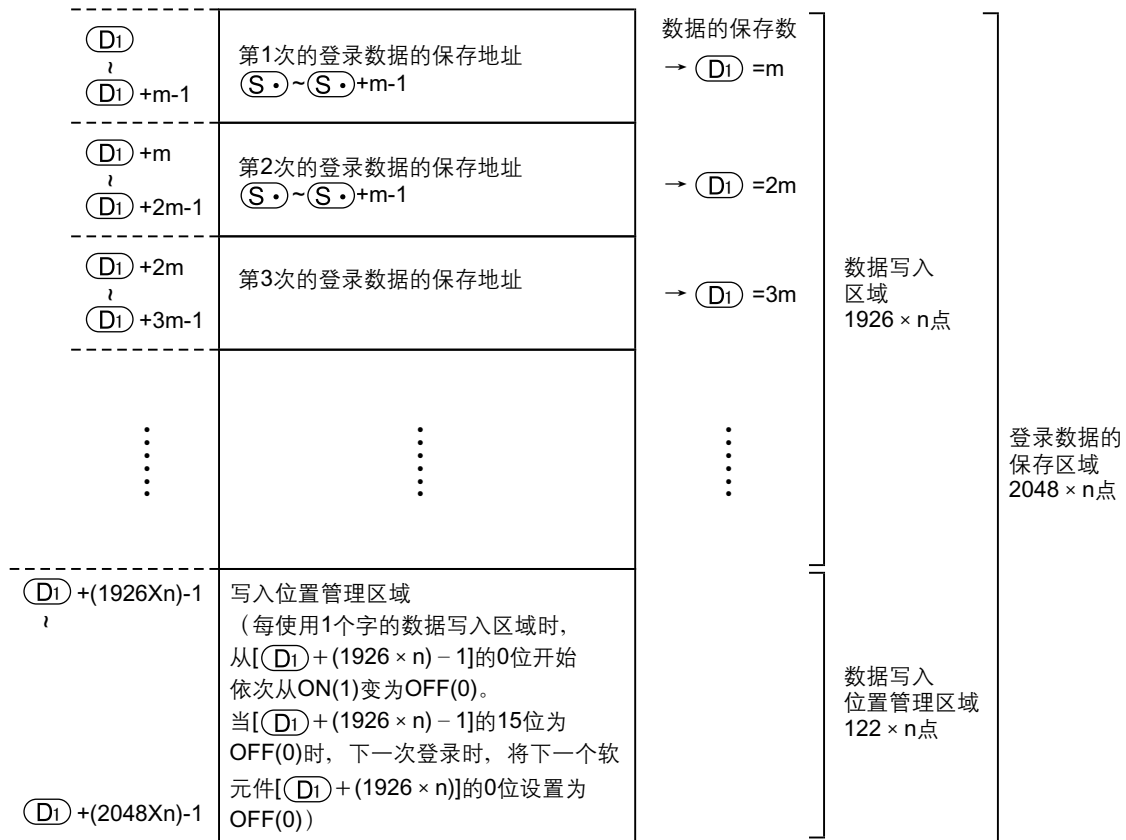 数据的保存数
D1
~
D1 +m-1
第1次的登录数据的保存地址
S・~S・+m-1
→ D1 =m
D1 +m
~
D1 +2m-1
第2次的登录数据的保存地址
S・~S・+m-1
→ D1 =2m
D1 +2m
~
D1 +3m-1
第3次的登录数据的保存地址
→ D1 =3m
数据写入
区域
1926×n点
登录数据的
保存区域
2048×n点
D1 +(1926Xn)-1
~
D1 +(2048Xn)-1
写入位置管理区域
（每使用1个字的数据写入区域时，
从[D1＋(1926×n)－1]的0位开始
依次从ON(1)变为OFF(0)。
当[D1＋(1926×n)－1]的15位为
OFF(0)时，下一次登录时，将下一个软
元件[D1＋(1926×n)]的0位设置为
OFF(0)）
数据写入
位置管理区域
122×n点